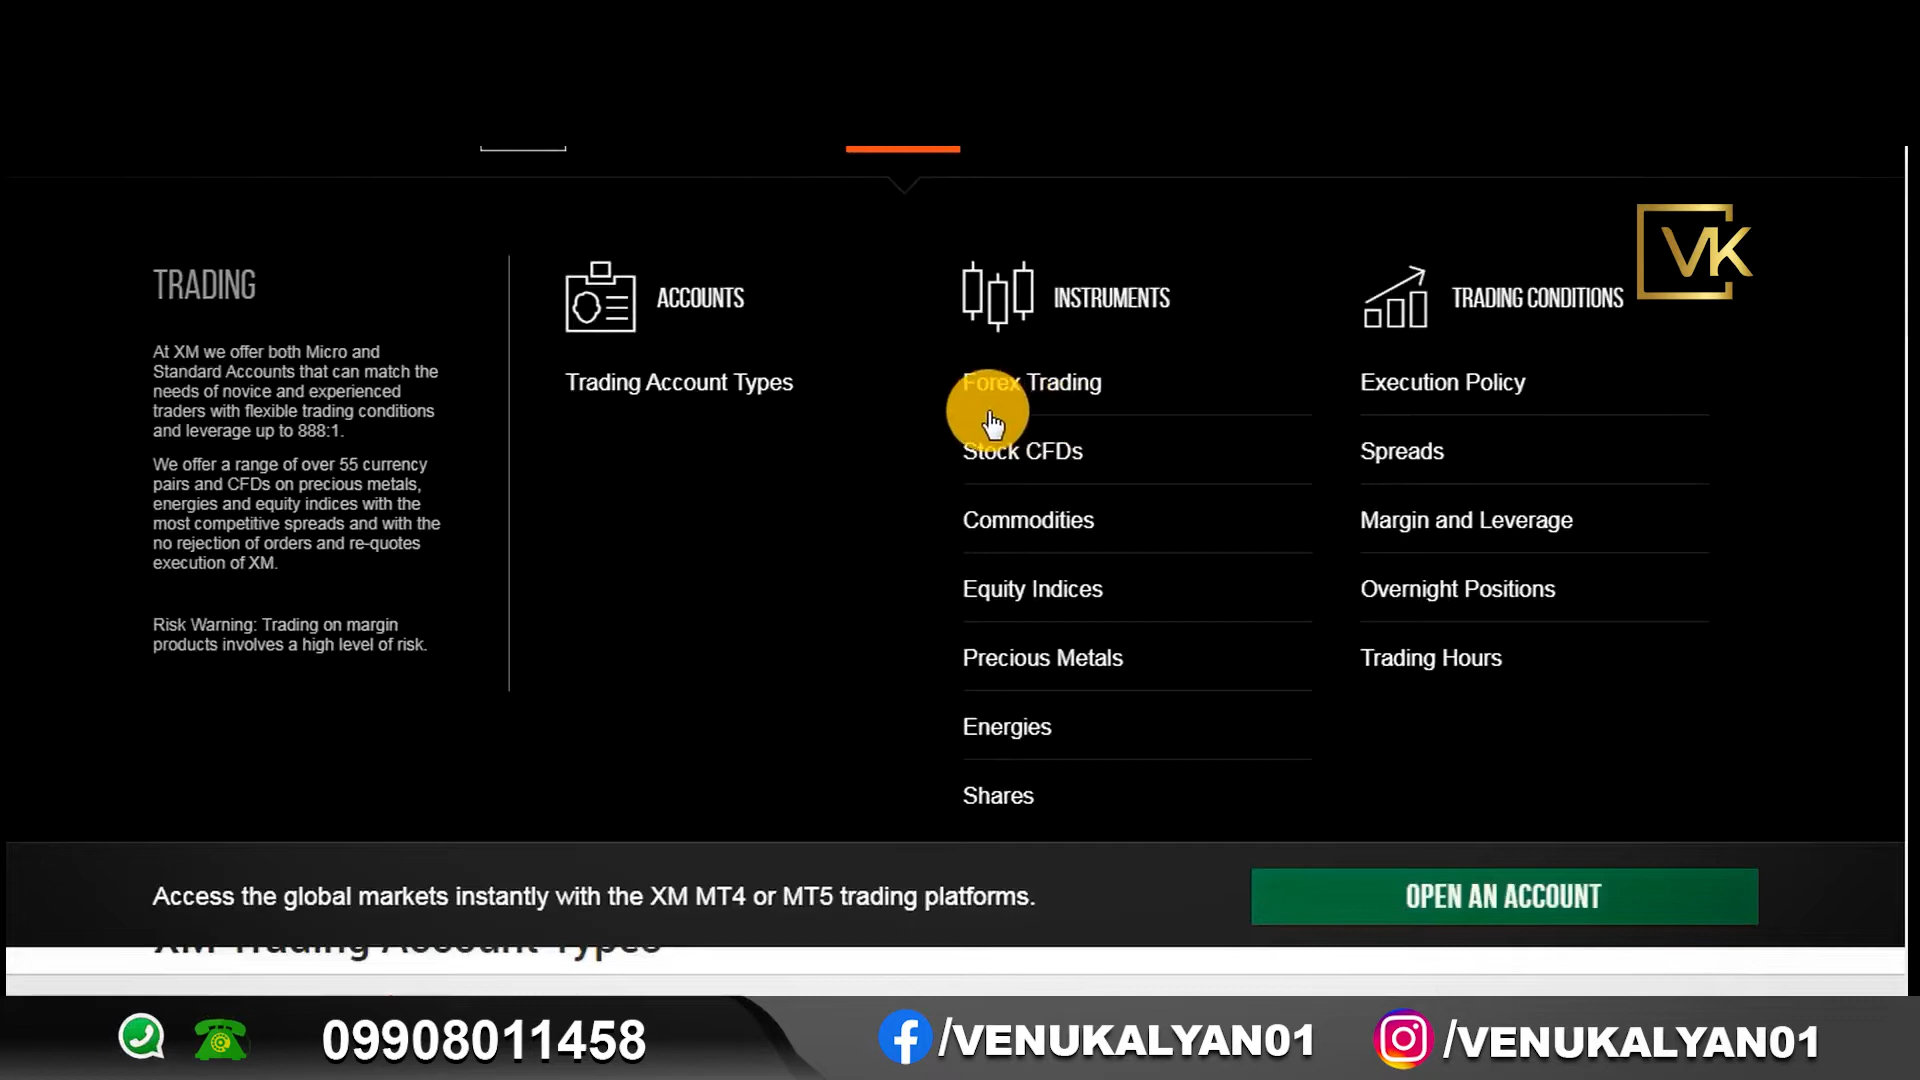 VK
TRADING
At XM we offer both Micro and
Standard Accounts that can match the
needs of novice and experienced
traders with flexible trading conditions
and leverage up to 888:1.
We offer a range of over 55 currency
pairs and CFDs on precious metals,
energies and equity indices with the
most competitive spreads and with the
no rejection of orders and re-quotes
execution of XM.
Risk Warning: Trading on margin
products involves a high level of risk.
ACCOUNTS
Trading Account Types
INSTRUMENTS
Forex Trading
Stock CFDs
Commodities
Equity Indices
Precious Metals
Energies
Shares
TRADING CONDITIONS
Execution Policy
Spreads
Margin and Leverage
Overnight Positions
Trading Hours
Access the global markets instantly with the XM MT4 or MT5 trading platforms.
OPEN AN ACCOUNT
XM Trading Account Types
09908011458
/VENUKALYAN01
/VENUKALYAN01